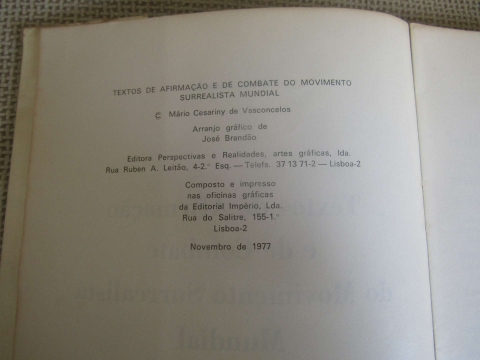 TEXTOS DE AFIRMAÇÃO E DE COMBATE DO MOVIMENTO
SURREALISTA MUNDIAL
© Mário Cesariny de Vasconcelos
Arranjo gráfico de
José Brandão
Editora Perspectivas e Realidades, artes gráficas, lda.
Rua Ruben A. Leitão, 4-2.° Esq. — Telefs. 37 13 71-2 — Lisboa-2
Composto e impresso
nas oficinas gráficas
da Editorial Império, Lda.
Rua do Salitre, 155-1.°
Lisboa-2
Novembro de 1977